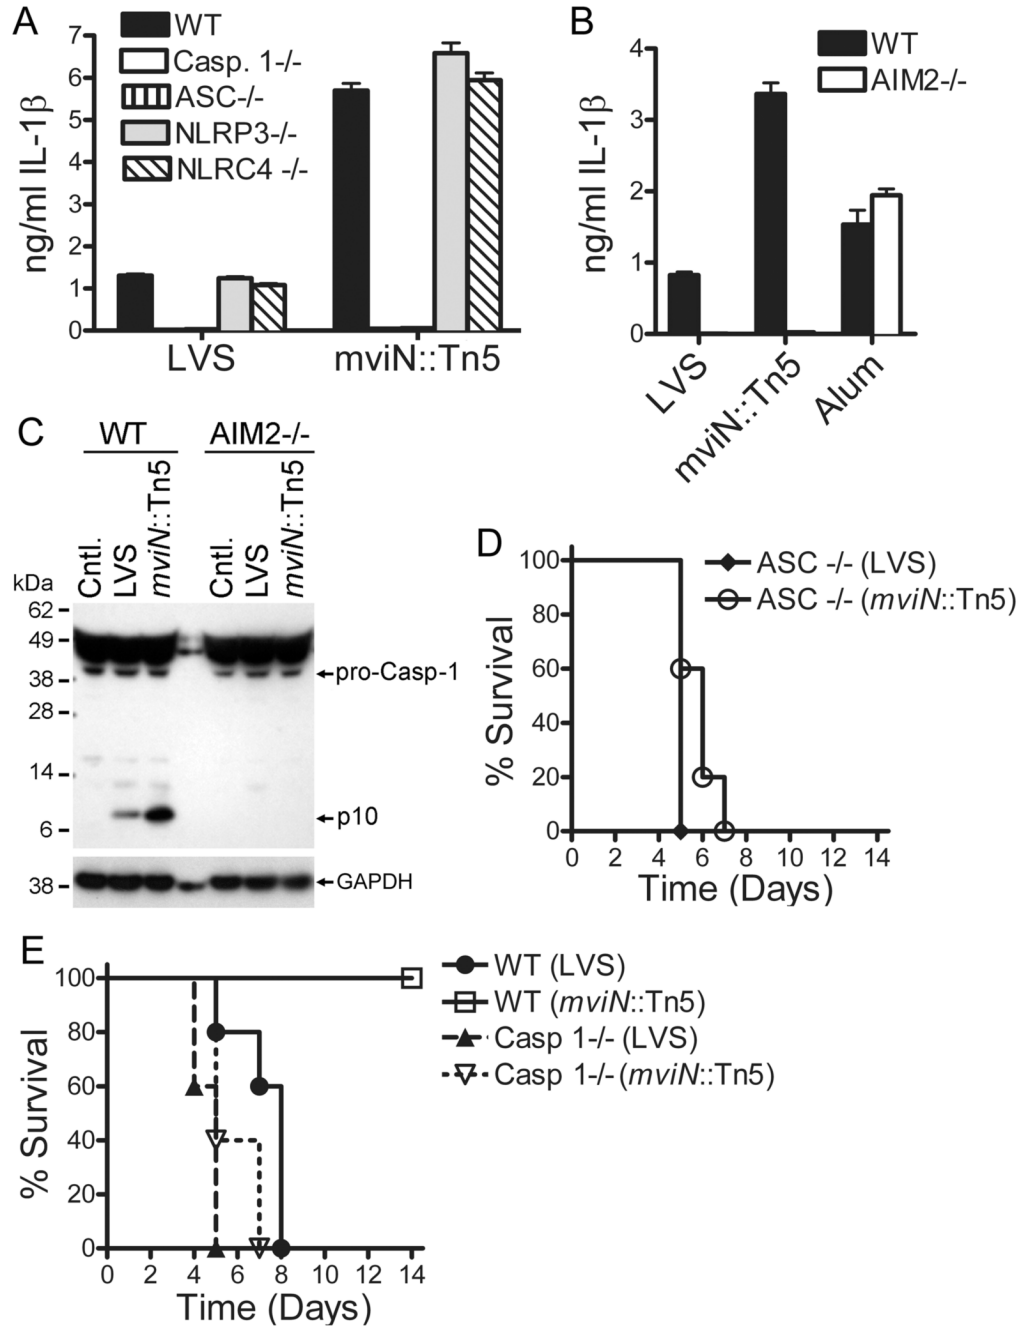 A
WT
Casp. 1-/-
ASC-/-
NLRP3-/-
NLRC4 -/-
ng/ml IL-1β
7
6
5
4
3
2
1
0
LVS
mviN::Tn5
B
WT
AIM2-/-
ng/ml IL-1β
4
3
2
1
0
LVS
mviN::Tn5
Alum
C
WT AIM2-/-
Cntl. LVS mviN::Tn5 Cntl. LVS mviN::Tn5
kDa
62
49
38
28
14
6
38
pro-Casp-1
p10
GAPDH
D
ASC -/- (LVS)
ASC -/- (mviN::Tn5)
% Survival
100
80
60
40
20
0
0 2 4 6 8 10 12 14
Time (Days)
E
WT (LVS)
WT (mviN::Tn5)
Casp 1-/- (LVS)
Casp 1-/- (mviN::Tn5)
% Survival
100
80
60
40
20
0
0 2 4 6 8 10 12 14
Time (Days)